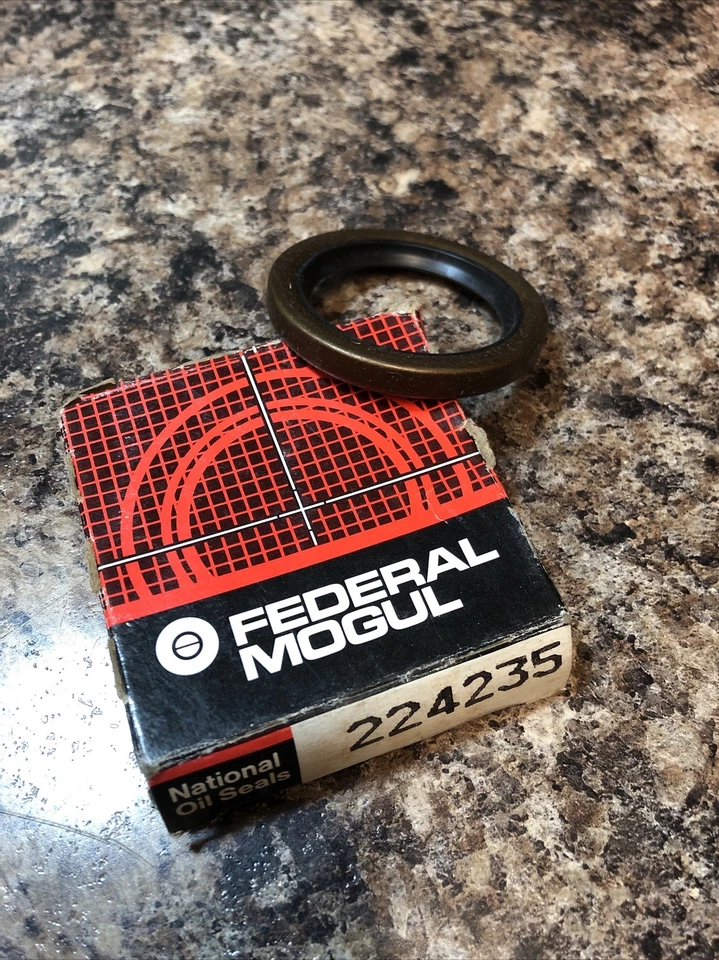 FEDERAL
MOGUL
224235
National
Oil Seals